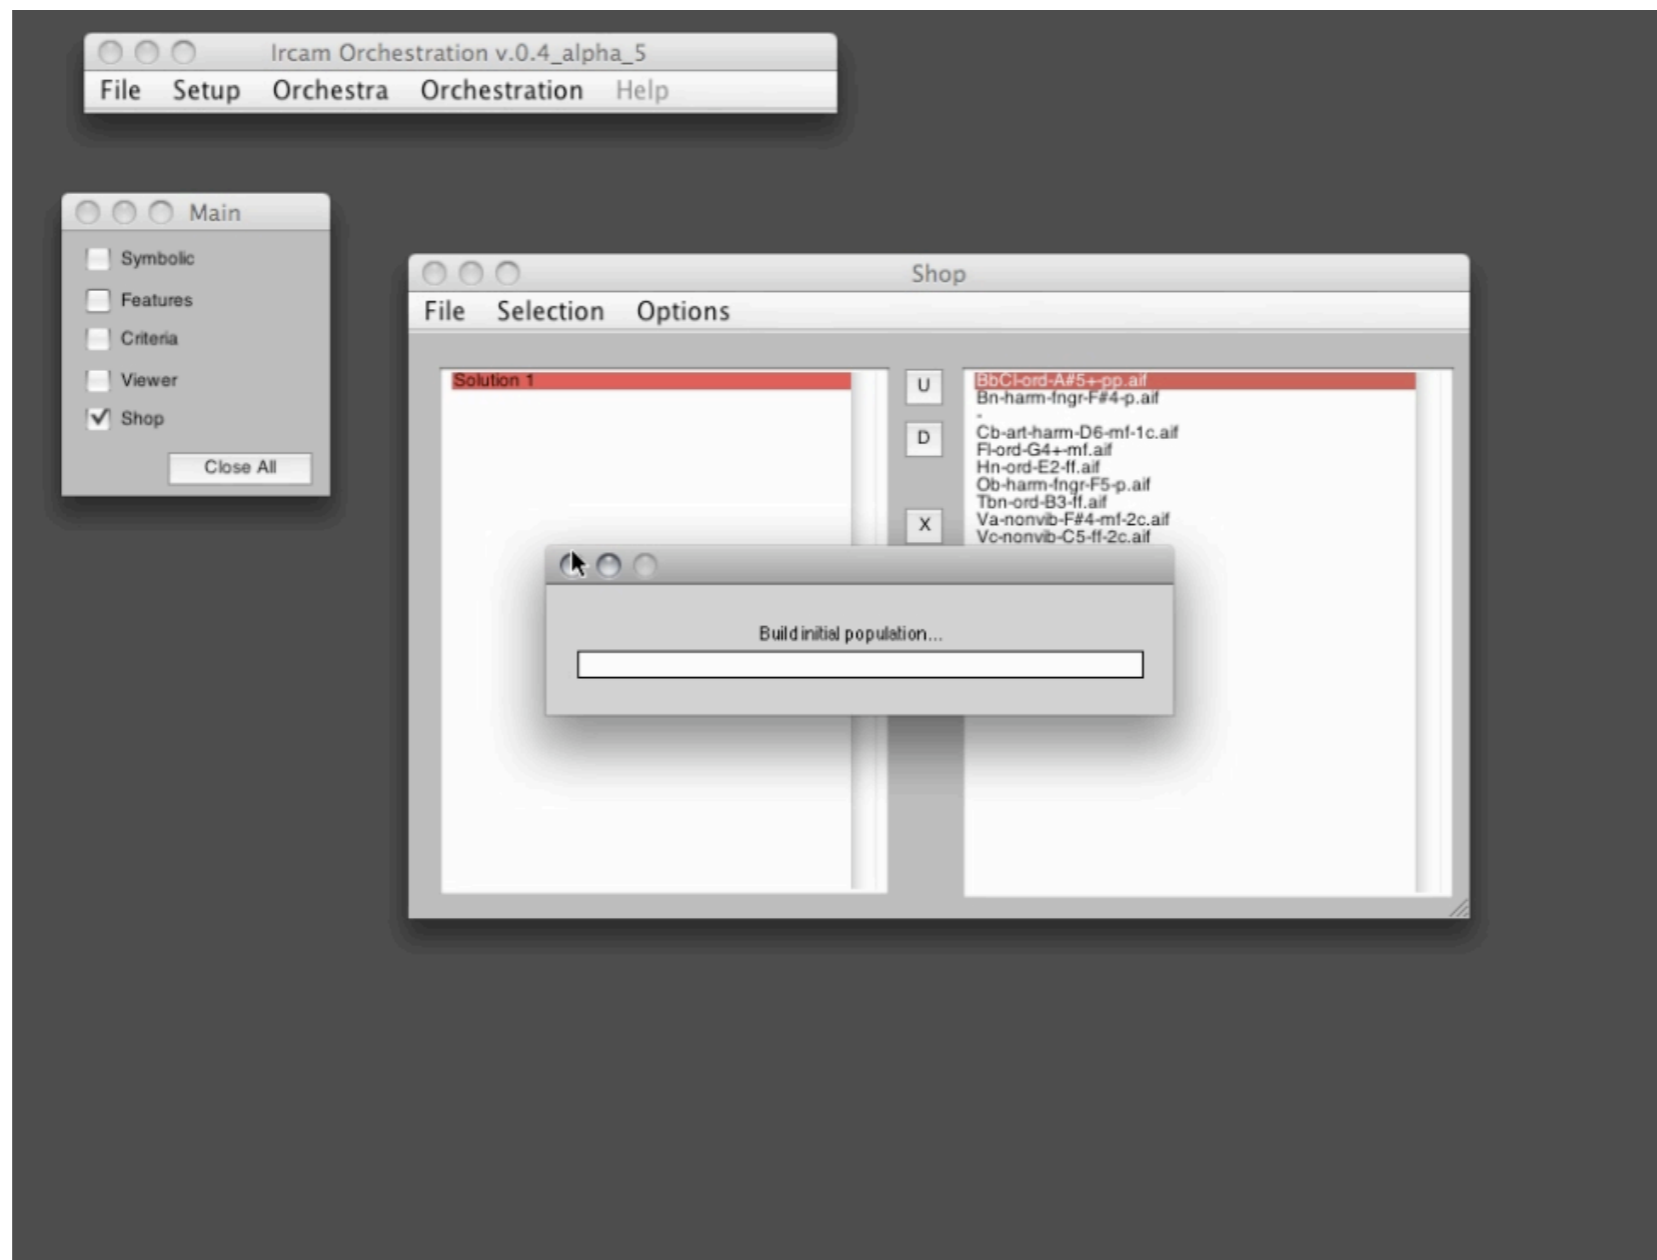 Ircam Orchestration v.0.4_alpha_5
File Setup Orchestra Orchestration Help
Main
Symbolic
Features
Criteria
Viewer
Shop
Close All
Shop
File Selection Options
Solution 1
U
D
X
BbCl-ord-A#5+-pp.aif
Bn-harm-fngr-F#4-p.aif
-
Cb-art-harm-D6-mf-1c.aif
Fl-ord-G4+-mf.aif
Hn-ord-E2-ff.aif
Ob-harm-fngr-F5-p.aif
Tbn-ord-B3-ff.aif
Va-nonvib-F#4-mf-2c.aif
Vc-nonvib-C5-ff-2c.aif
Build initial population...